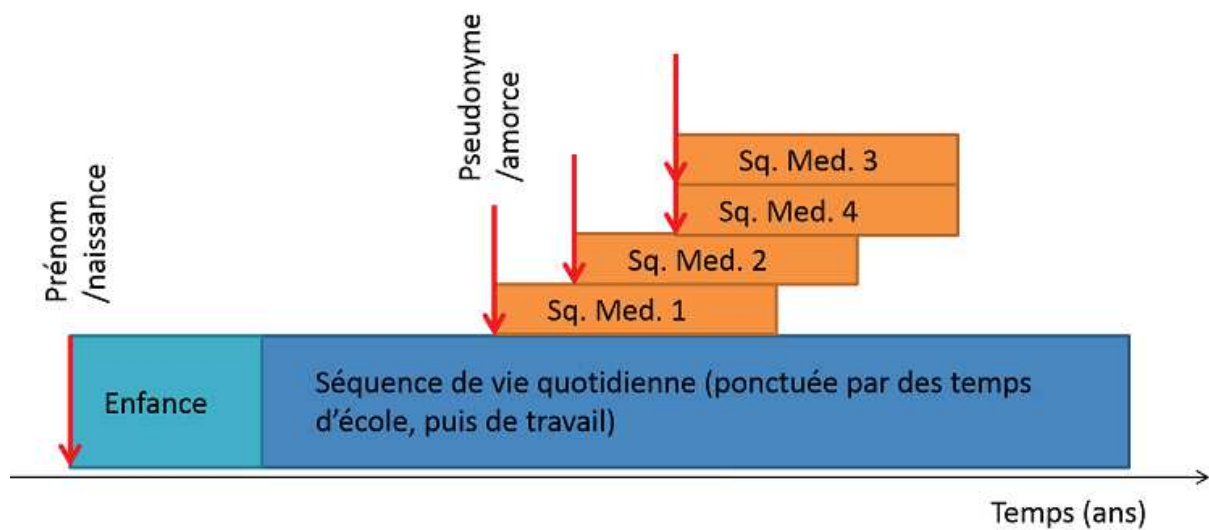 Prénom
/naissance
Pseudonyme
/amorce
Sq. Med. 3
Sq. Med. 4
Sq. Med. 2
Sq. Med. 1
Enfance
Séquence de vie quotidienne (ponctuée par des temps
d'école, puis de travail)
Temps (ans)